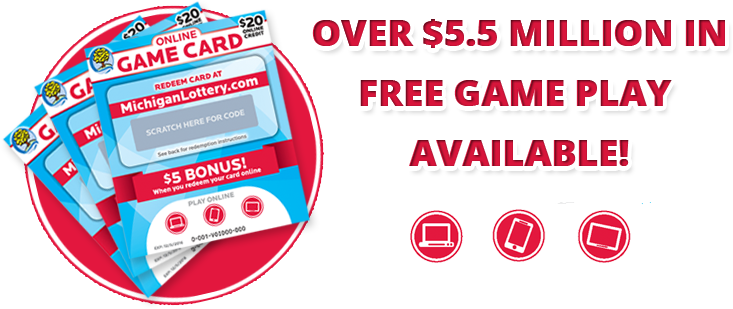 OVER $5.5 MILLION IN
FREE GAME PLAY
AVAILABLE!
$20
$20
$20
ONLINE
CREDIT
ONLINE
GAME CARD
REDEEM CARD AT
MichiganLottery.com
SCRATCH HERE FOR CODE
See back for redemption instructions
$5 BONUS!
When you redeem your card online
PLAY ONLINE
0-001-V01000-000